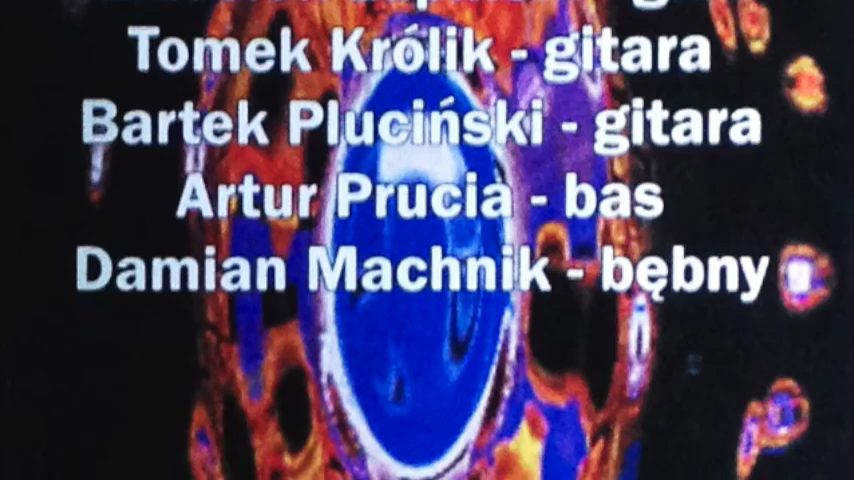 Tomek Królik - gitara
Bartek Pluciński - gitara
Artur Prucia - bas
Damian Machnik - bębny